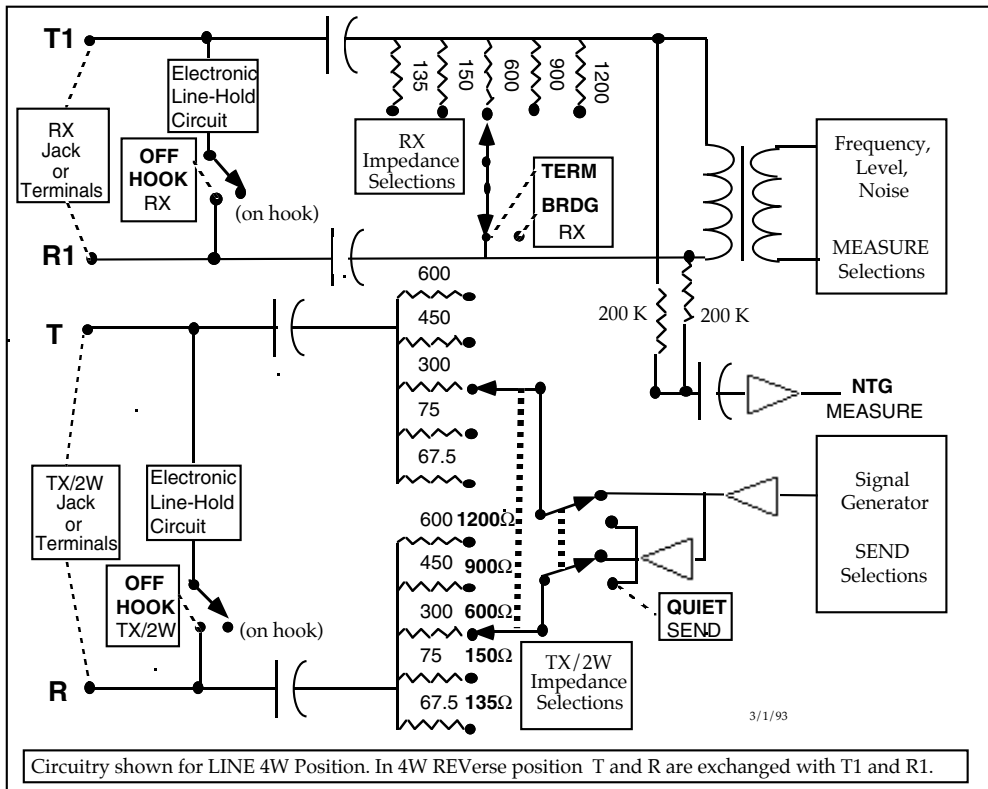 T1
Electronic
Line-Hold
Circuit
135
150
600
900
1200
RX
Jack
or
Terminals
OFF
HOOK
RX
(on hook)
RX
Impedance
Selections
TERM
BRDG
RX
Frequency,
Level,
Noise
MEASURE
Selections
R1
600
T
450
300
75
67.5
200 K
200 K
NTG
MEASURE
TX/2W
Jack
or
Terminals
Electronic
Line-Hold
Circuit
Signal
Generator
SEND
Selections
600 1200Ω
450 900Ω
300 600Ω
75 150Ω
67.5 135Ω
OFF
HOOK
TX/2W
(on hook)
QUIET
SEND
TX/2W
Impedance
Selections
R
3/1/93
Circuitry shown for LINE 4W Position. In 4W REVerse position T and R are exchanged with T1 and R1.